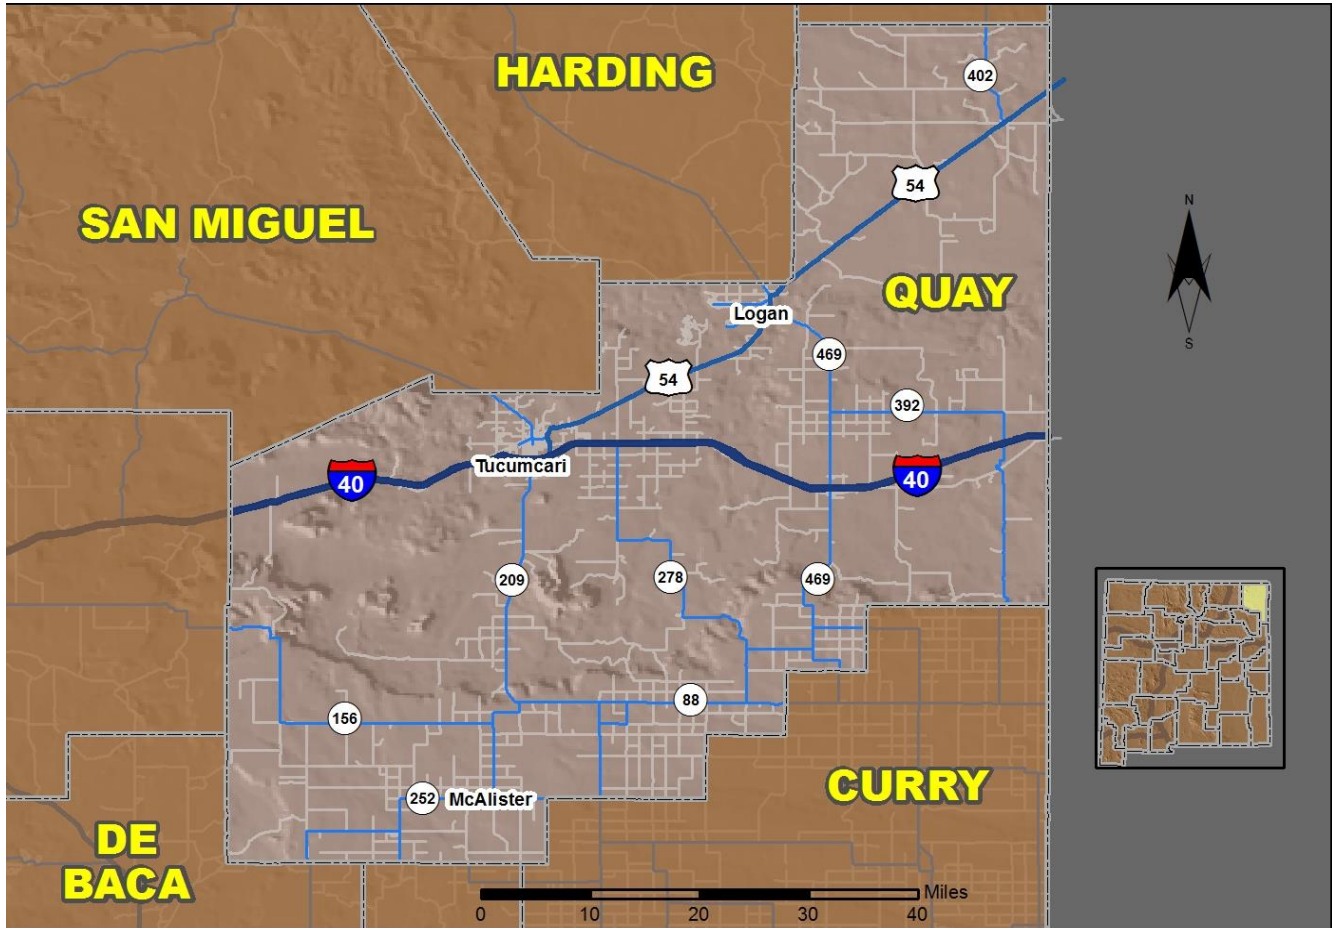 HARDING
402
N
54
SAN MIGUEL
QUAY
Logan
S
469
54
392
Tucumcari
40
40
209
278
469
88
156
CURRY
252
McAlister
DE
BACA
Miles
0
10
20
30
40